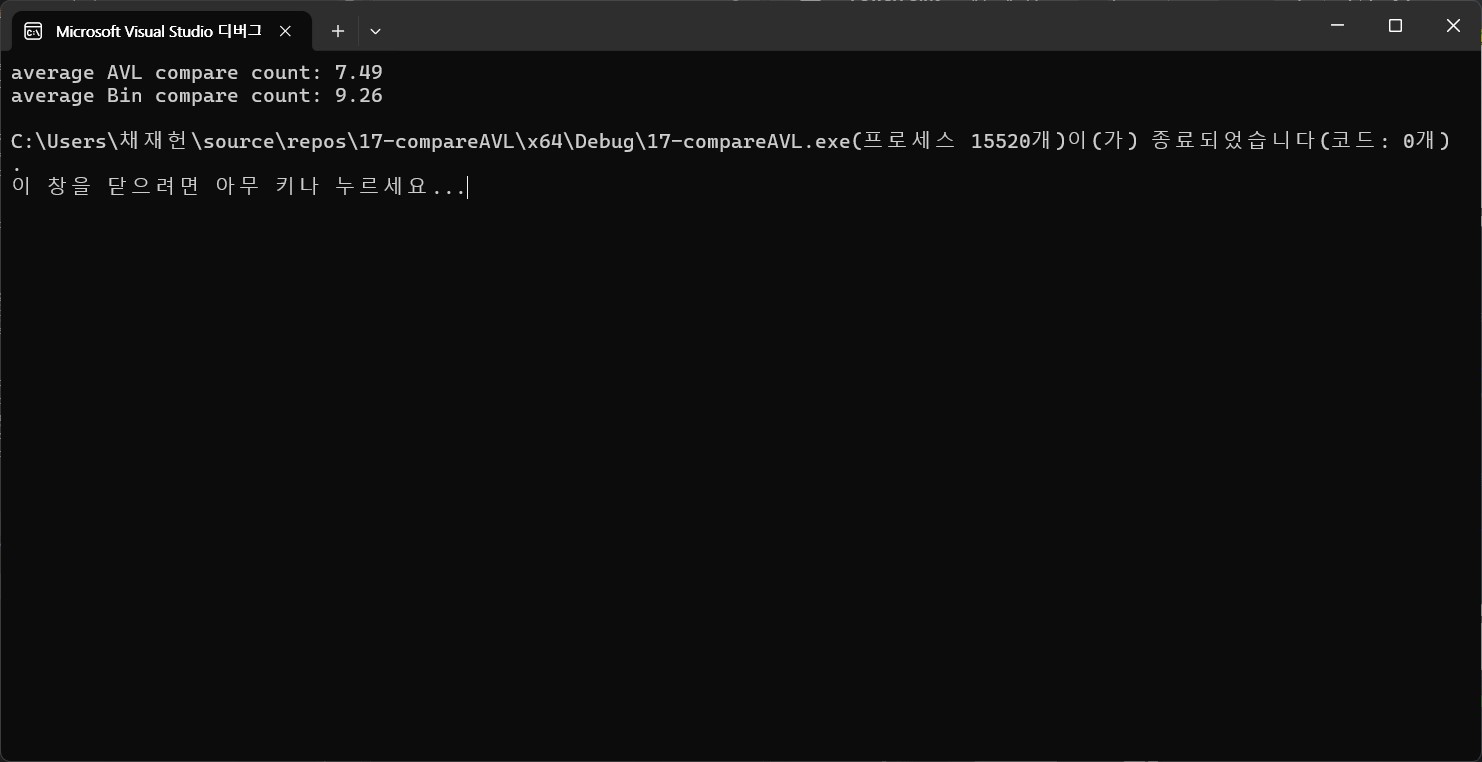 Microsoft Visual Studio 디버그
average AVL compare count: 7.49
average Bin compare count: 9.26
C:\Users\채재헌\source\repos\17-compareAVL\x64\Debug\17-compareAVL.exe(프로세스 15520개)이(가) 종료되었습니다(코드: 0개)
.
이 창을 닫으려면 아무 키나 누르세요...